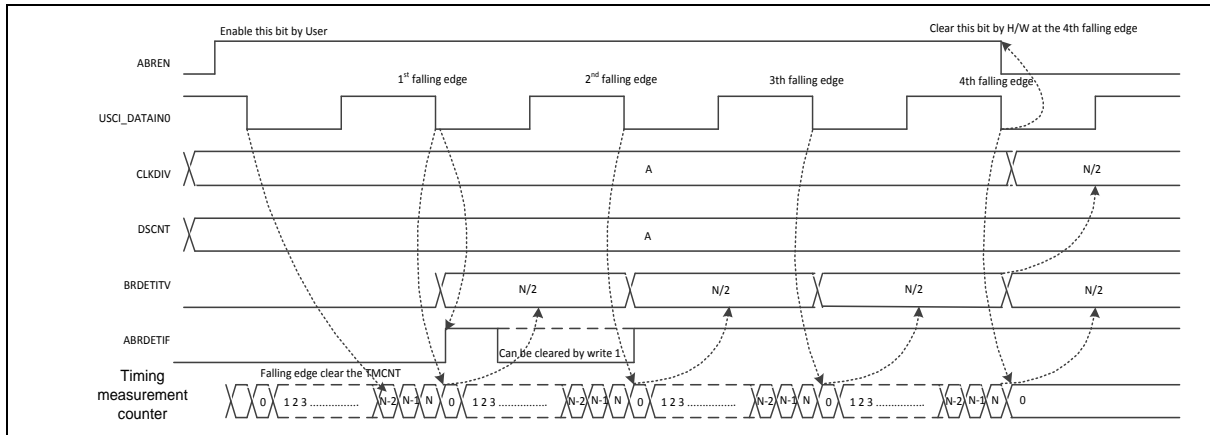 Enable this bit by User
Clear this bit by H/W at the 4th falling edge
ABREN
1st falling edge
2nd falling edge
3th falling edge
4th falling edge
USCI_DATAIN0
CLKDIV
A
N/2
DSCNT
A
BRDETITV
N/2
N/2
N/2
N/2
ABRDETIF
Can be cleared by write 1
Falling edge clear the TMCNT
Timing
measurement
counter
0 1 2 3 ................. N-2 N-1 N 0 1 2 3 ................. N-2 N-1 N 0 1 2 3 ................. N-2 N-1 N 0 1 2 3 ................. N-2 N-1 N 0